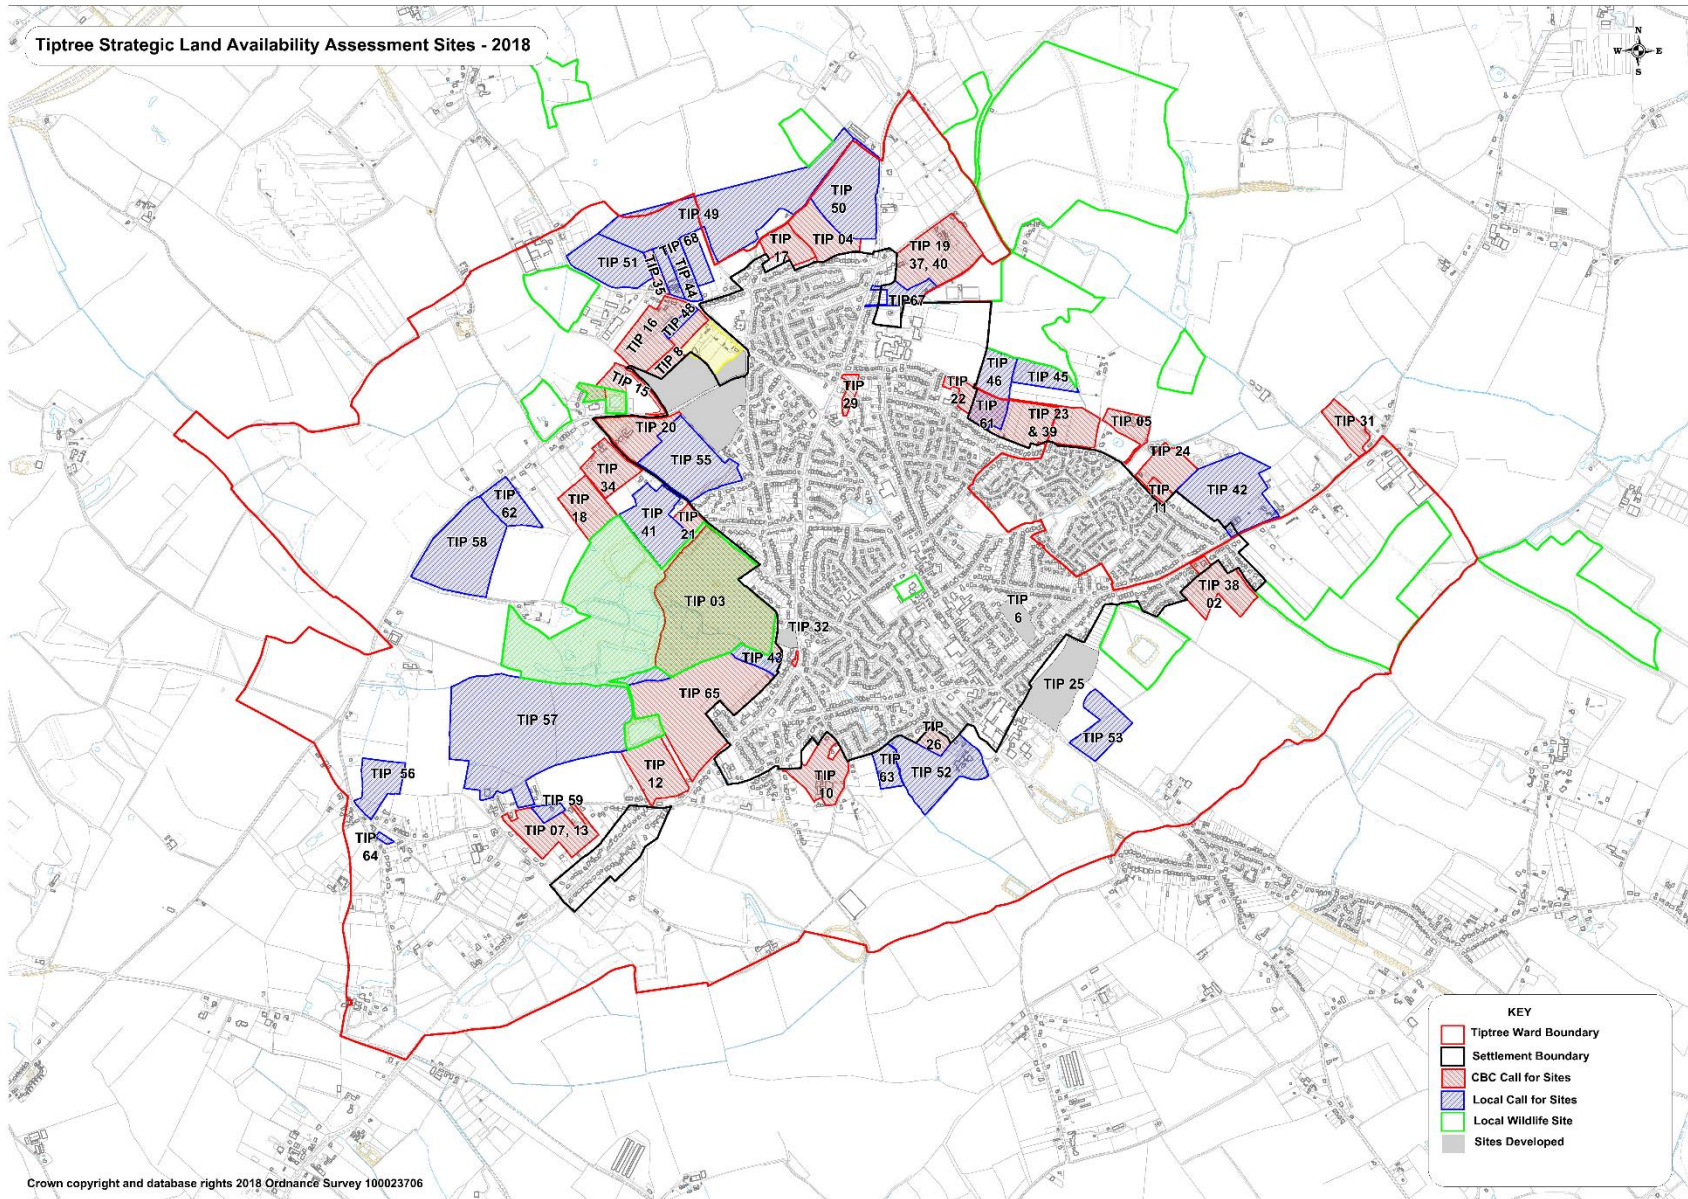 Tiptree Strategic Land Availability Assessment Sites - 2018
N
W E
S
TIP
50
TIP 49
TIP 68
TIP
17
TIP 04
TIP 19
37, 40
TIP 51
TIP 35
TIP 44
TIP67
TIP 48
TIP 16
TIP 8
TIP 15
TIP
29
TIP
22
TIP
46
TIP 45
TIP
61
TIP 23
& 39
TIP 05
TIP 31
TIP 20
TIP 55
TIP
34
TIP 24
TIP
11
TIP 42
TIP
62
TIP
18
TIP
41
TIP
21
TIP 58
TIP 03
TIP
6
TIP 38
02
TIP 32
TIP 43
TIP 65
TIP 25
TIP 57
TIP 53
TIP
26
TIP
63
TIP 52
TIP
12
TIP
10
TIP 56
TIP 59
TIP 07, 13
TIP
64
KEY
Tiptree Ward Boundary
Settlement Boundary
CBC Call for Sites
Local Call for Sites
Local Wildlife Site
Sites Developed
Crown copyright and database rights 2018 Ordnance Survey 100023706